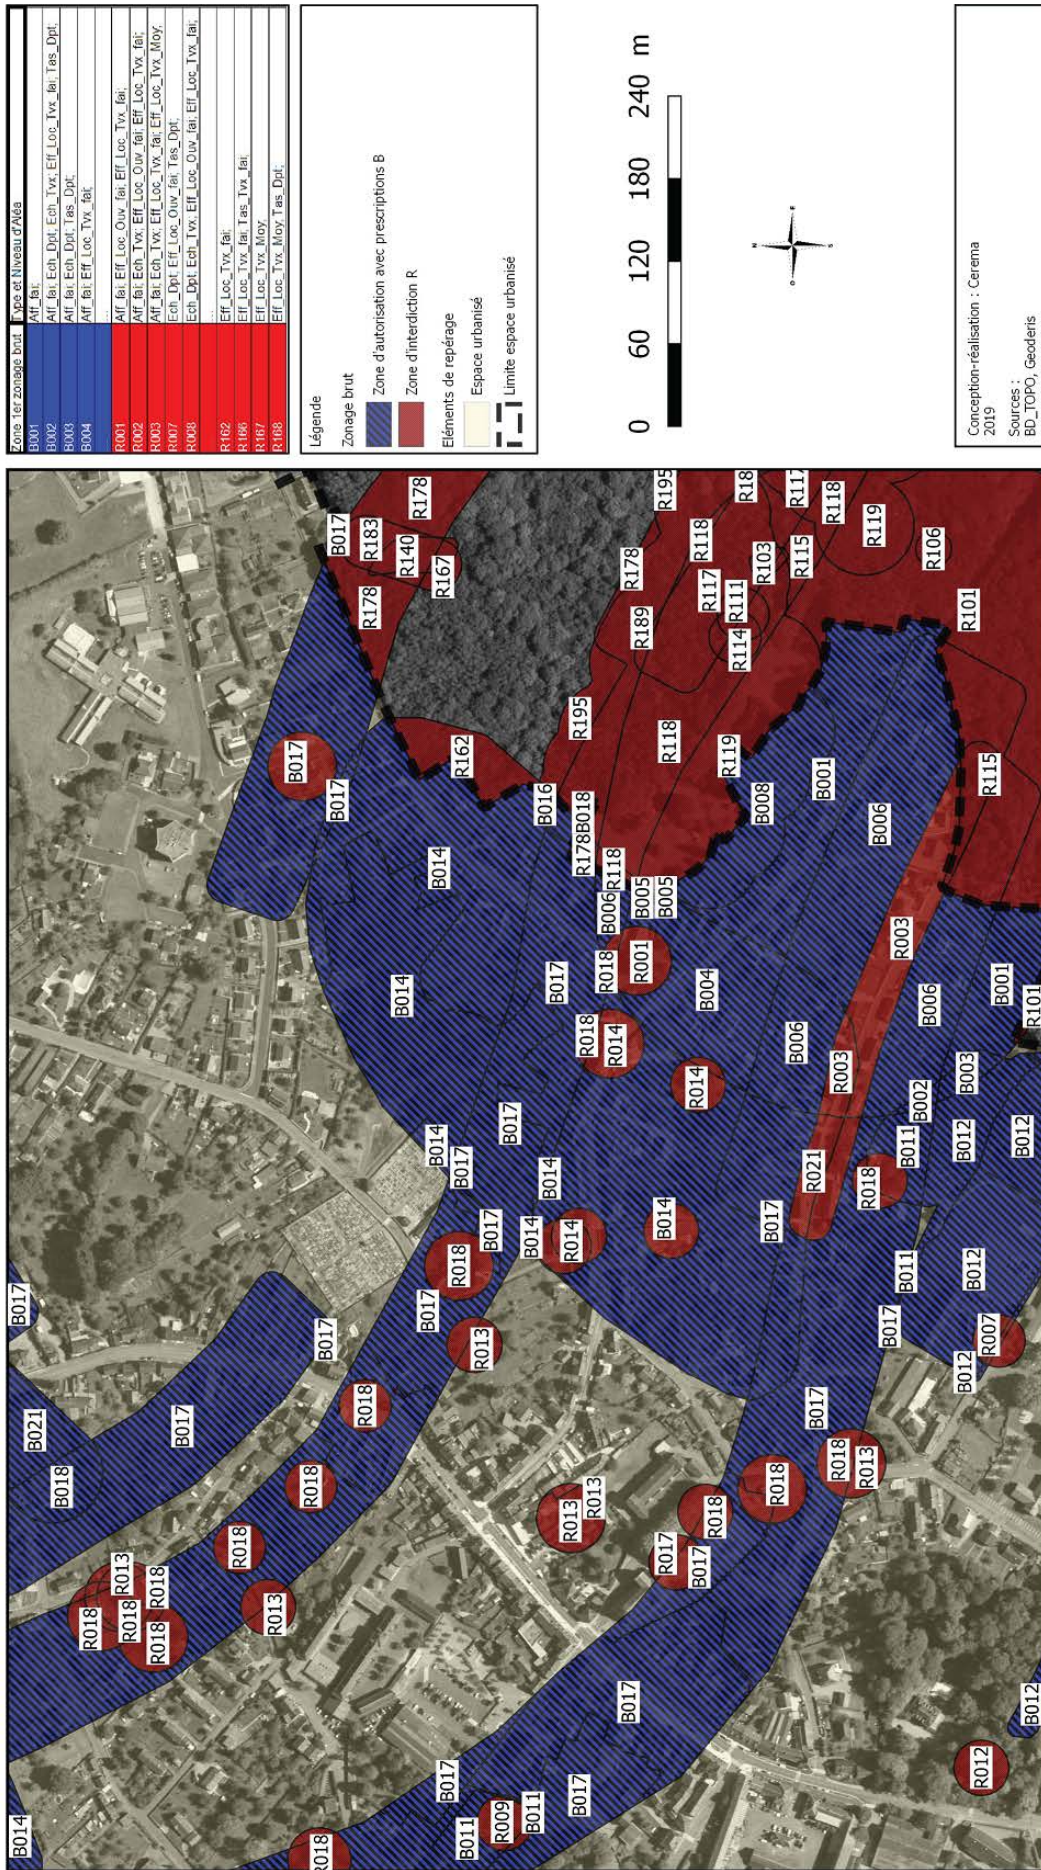 Zone 1er zonage brut Type et Niveau d'Aléa
B001 Aff_fai;
B002 Aff_fai; Ech_Dpt; Ech_Tvx; Eff_Loc_Tvx_fai; Tas_Dpt;
B003 Aff_fai; Ech_Dpt; Tas_Dpt;
B004 Aff_fai; Eff_Loc_Tvx_fai;
...
R001 Aff_fai; Eff_Loc_Ouv_fai; Eff_Loc_Tvx_fai;
R002 Aff_fai; Ech_Tvx; Eff_Loc_Ouv_fai; Eff_Loc_Tvx_fai;
R003 Aff_fai; Ech_Tvx; Eff_Loc_Tvx_fai; Eff_Loc_Tvx_Moy;
R007 Ech_Dpt; Eff_Loc_Ouv_fai; Tas_Dpt;
R008 Ech_Dpt; Ech_Tvx; Eff_Loc_Ouv_fai; Eff_Loc_Tvx_fai;
...
R162 Eff_Loc_Tvx_fai;
R166 Eff_Loc_Tvx_fai; Tas_Tvx_fai;
R167 Eff_Loc_Tvx_Moy;
R168 Eff_Loc_Tvx_Moy; Tas_Dpt;
Légende
Zonage brut
Zone d'autorisation avec prescriptions B
Zone d'interdiction R
Eléments de repérage
Espace urbanisé
Limite espace urbanisé
0 60 120 180 240 m
N
E
S
O
Conception-réalisation : Cerema
2019
Sources :
BD_TOPO, Geoderis
B014
B017
B021
B018
B017
B017
R018
R013
R018
R018
R018
R018
R013
R018
R018
R018
B017
B011
R009
B011
B017
B017
R017
B017
R018
R013
R013
R018
R018
R013
B017
R012
B012
R007
B012
B017
B011
B012
R018
R013
B017
B017
B014
B017
B014
R014
B014
B014
B017
R021
R018
B011
B002
B012
B003
B012
B001
R101
B006
R003
R003
B006
B004
R014
R014
R018
B017
R018
R001
B006
B005
B005
R118
R178
B018
B016
B014
B014
B017
B017
R162
R195
R118
R119
B008
B001
B006
R115
R101
R106
R119
R118
R117
R115
R103
R111
R114
R117
R118
R18
R195
R178
R189
R178
B017
R183
R140
R167
R178